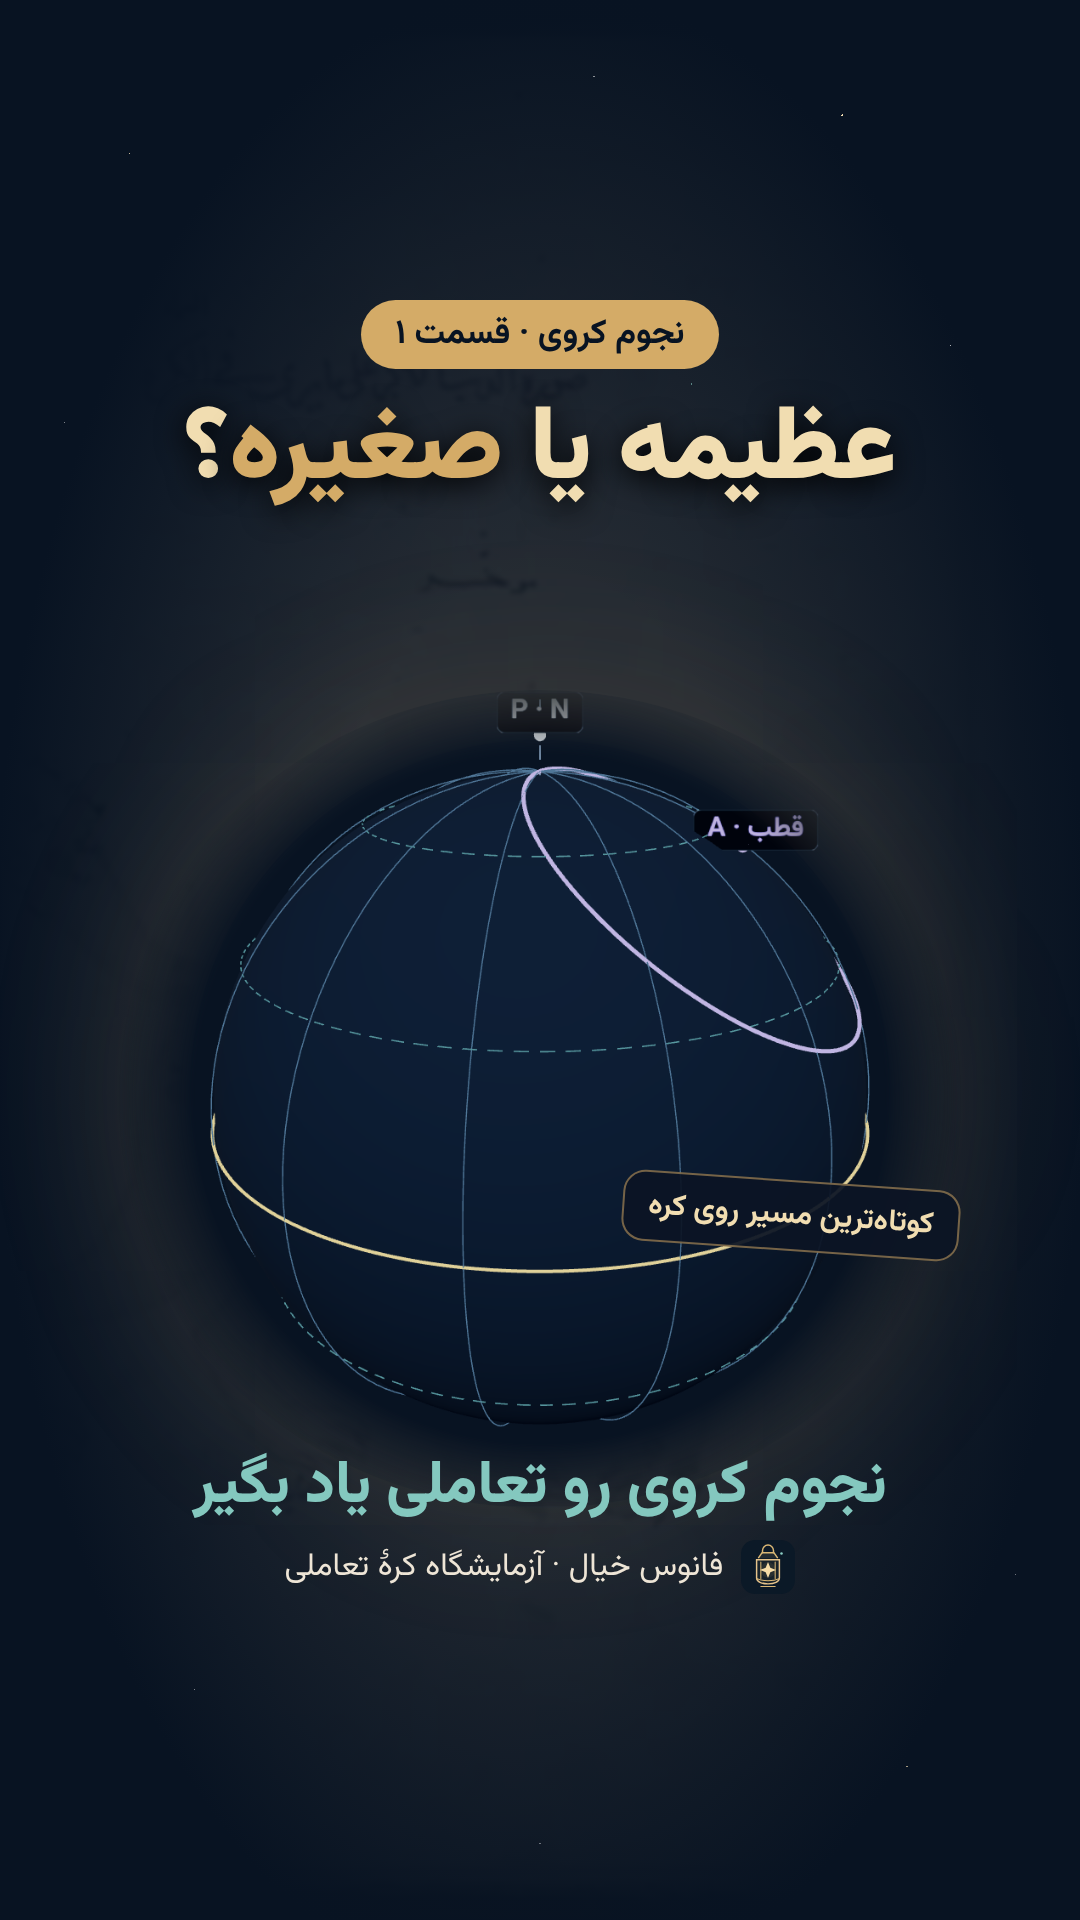 نجوم کروی · قسمت ۱
عظیمه یا صغیره؟
P · N
قطب · A
کوتاه‌ترین مسیر روی کره
نجوم کروی رو تعاملی یاد بگیر
فانوس خیال · آزمایشگاه کرهٔ تعاملی